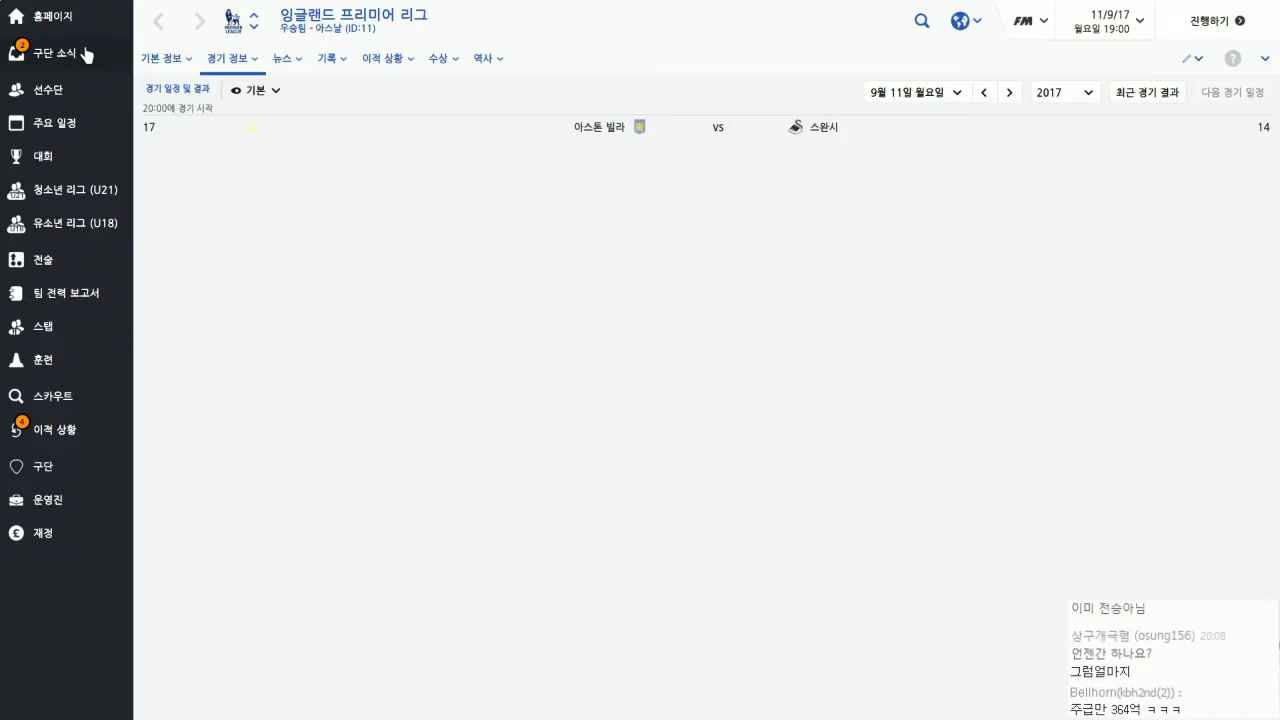 홈페이지
2
구단 소식
선수단
주요 일정
대회
청소년 리그 (U21)
유소년 리그 (U18)
전술
팀 전력 보고서
스탭
훈련
스카우트
4
이적 상황
구단
운영진
재정
잉글랜드 프리미어 리그
우승팀 - 아스날 (ID:11)
FM
11/9/17
월요일 19:00
진행하기
기본 정보
경기 정보
뉴스
기록
이적 상황
수상
역사
경기 일정 및 결과
기본
9월 11일 월요일
2017
최근 경기 결과
다음 경기 일정
20:00에 경기 시작
17 아스톤 빌라 vs 스완시 14
이미 전승아님
상구개극혐 (osung156) 20:08
언젠간 하나요?
그럼얼마지
Bellhorn(kbh2nd(2)) :
주급만 364억 ㅋㅋㅋ